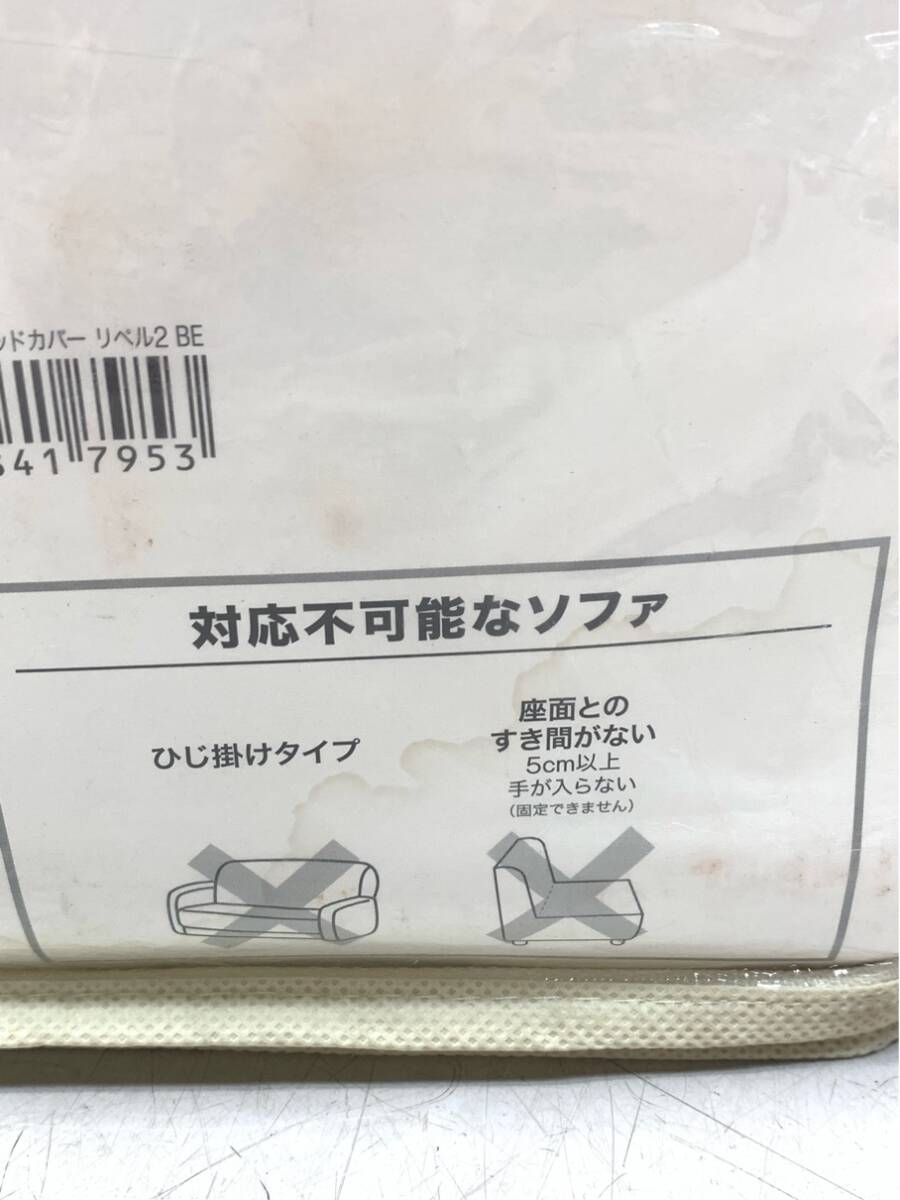 ッドカバー リペル2 BE
41 7953
対応不可能なソファ
ひじ掛けタイプ
座面との
すき間がない
5cm以上
手が入らない
(固定できません)